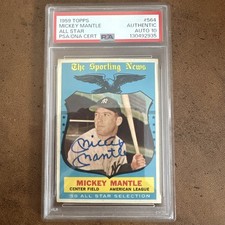 1959 TOPPS #564
MICKEY MANTLE AUTHENTIC
ALL STAR AUTO 10
PSA/DNA CERT PSA
The Sporting News
Mickey
Mantle
MICKEY MANTLE
CENTER FIELD AMERICAN LEAGUE
'59 ALL STAR SELECTION